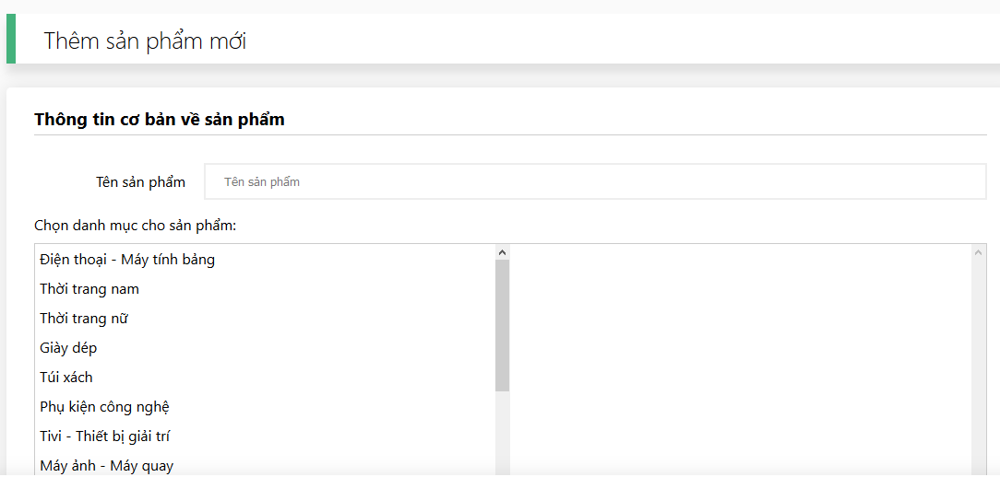 Thêm sản phẩm mới
Thông tin cơ bản về sản phẩm
Tên sản phẩm
Tên sản phẩm
Chọn danh mục cho sản phẩm:
Điện thoại - Máy tính bảng
Thời trang nam
Thời trang nữ
Giày dép
Túi xách
Phụ kiện công nghệ
Tivi - Thiết bị giải trí
Máy ảnh - Máy quay